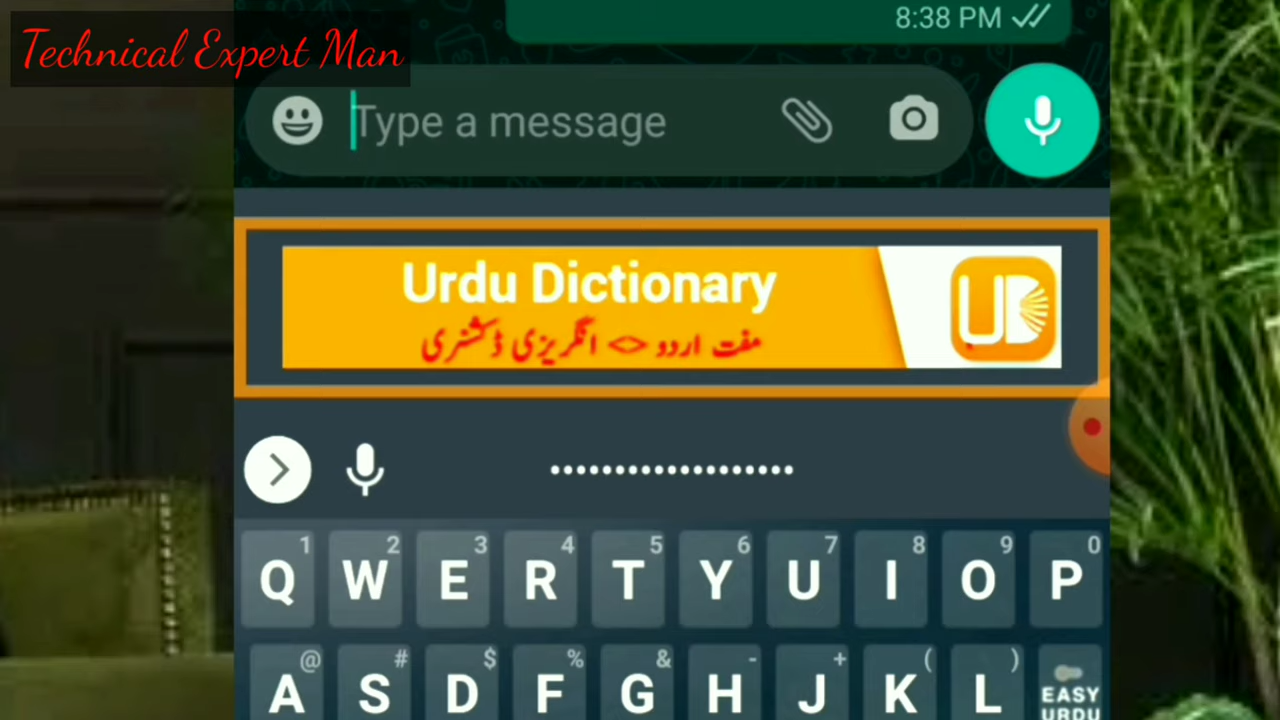 Technical Expert Man
8:38 PM
Type a message
Urdu Dictionary
مفت اردو <> انگریزی ڈکشنری
UD
1 2 3 4 5 6 7 8 9 0
Q W E R T Y U I O P
@ # $ % & - + ( )
A S D F G H J K L
EASY
URDU